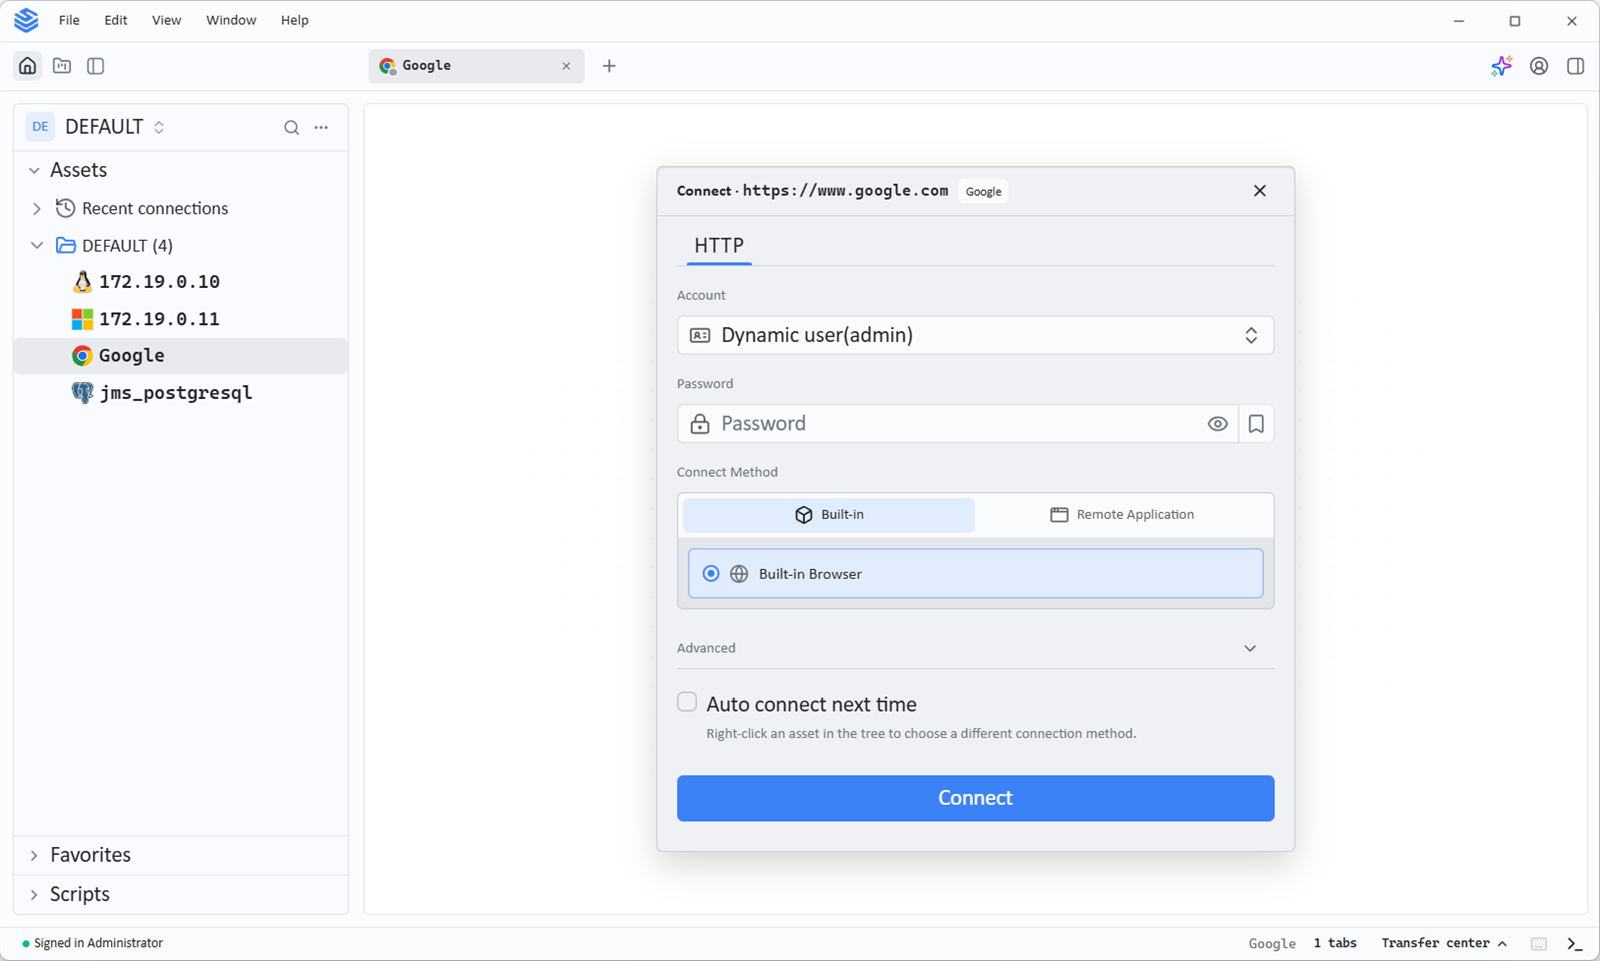 File Edit View Window Help
Google
DE DEFAULT
Assets
Recent connections
DEFAULT (4)
172.19.0.10
172.19.0.11
Google
jms_postgresql
Favorites
Scripts
Connect · https://www.google.com Google
HTTP
Account
Dynamic user(admin)
Password
Password
Connect Method
Built-in Remote Application
Built-in Browser
Advanced
Auto connect next time
Right-click an asset in the tree to choose a different connection method.
Connect
Signed in Administrator
Google 1 tabs Transfer center